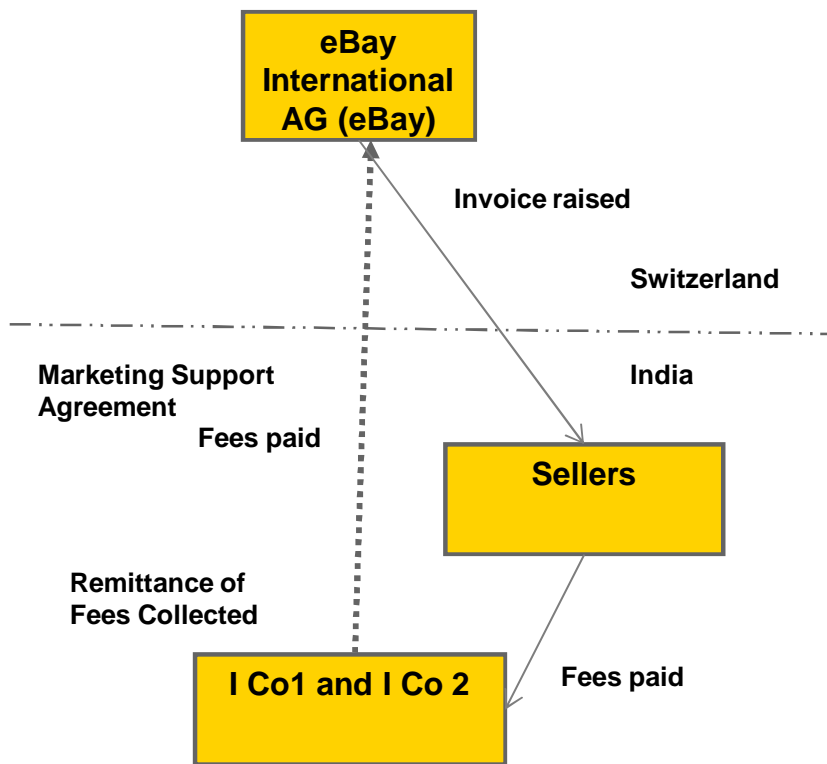 eBay
International
AG (eBay)
Invoice raised
Switzerland
Marketing Support
Agreement
India
Fees paid
Sellers
Remittance of
Fees Collected
I Co1 and I Co 2
Fees paid